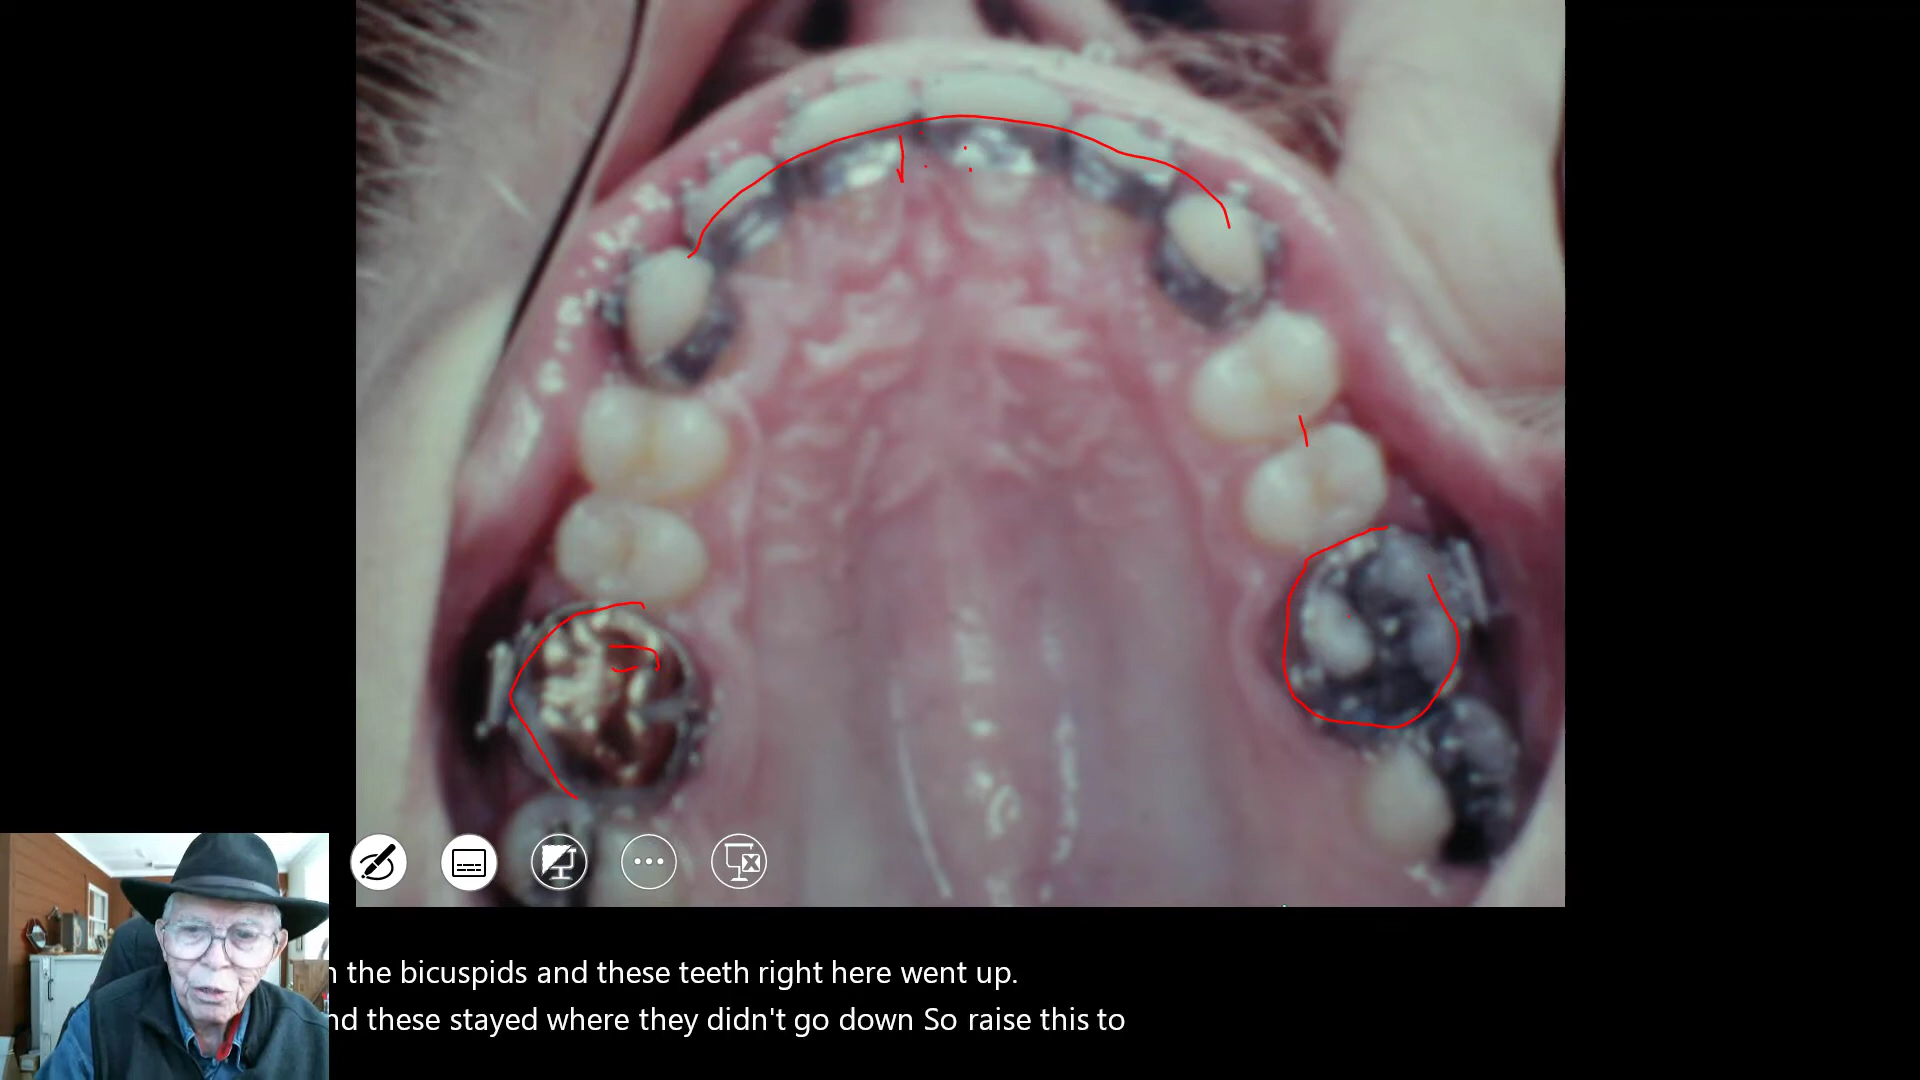 the bicuspids and these teeth right here went up.
these stayed where they didn't go down So raise this to